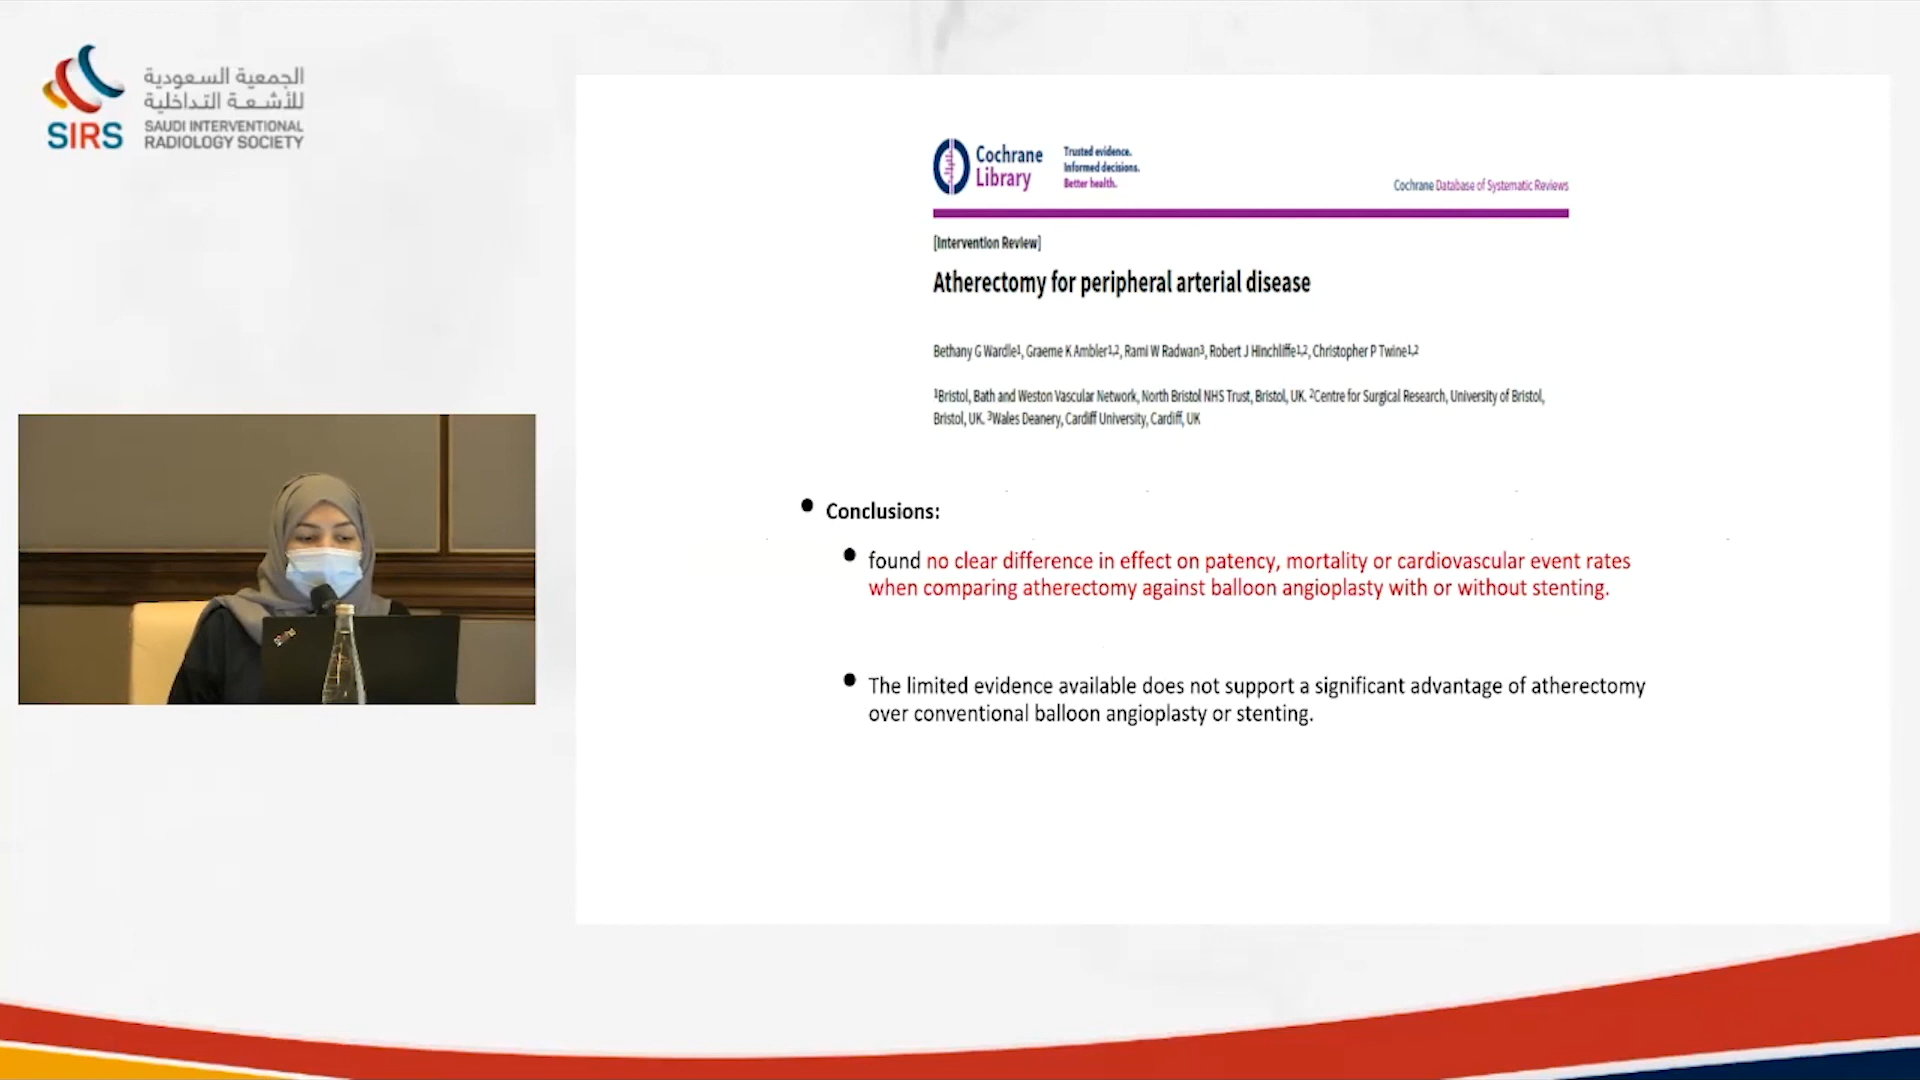 الجمعية السعودية
للأشعة التداخلية
SIRS
SAUDI INTERVENTIONAL
RADIOLOGY SOCIETY
Cochrane
Library
Trusted evidence.
Informed decisions.
Better health.
Cochrane Database of Systematic Reviews
[Intervention Review]
Atherectomy for peripheral arterial disease
Bethany G Wardle1, Graeme K Ambler1,2, Rami W Radwan3, Robert J Hinchliffe1,2, Christopher P Twine1,2
1Bristol, Bath and Weston Vascular Network, North Bristol NHS Trust, Bristol, UK. 2Centre for Surgical Research, University of Bristol,
Bristol, UK. 3Wales Deanery, Cardiff University, Cardiff, UK
• Conclusions:
• found no clear difference in effect on patency, mortality or cardiovascular event rates
when comparing atherectomy against balloon angioplasty with or without stenting.
• The limited evidence available does not support a significant advantage of atherectomy
over conventional balloon angioplasty or stenting.